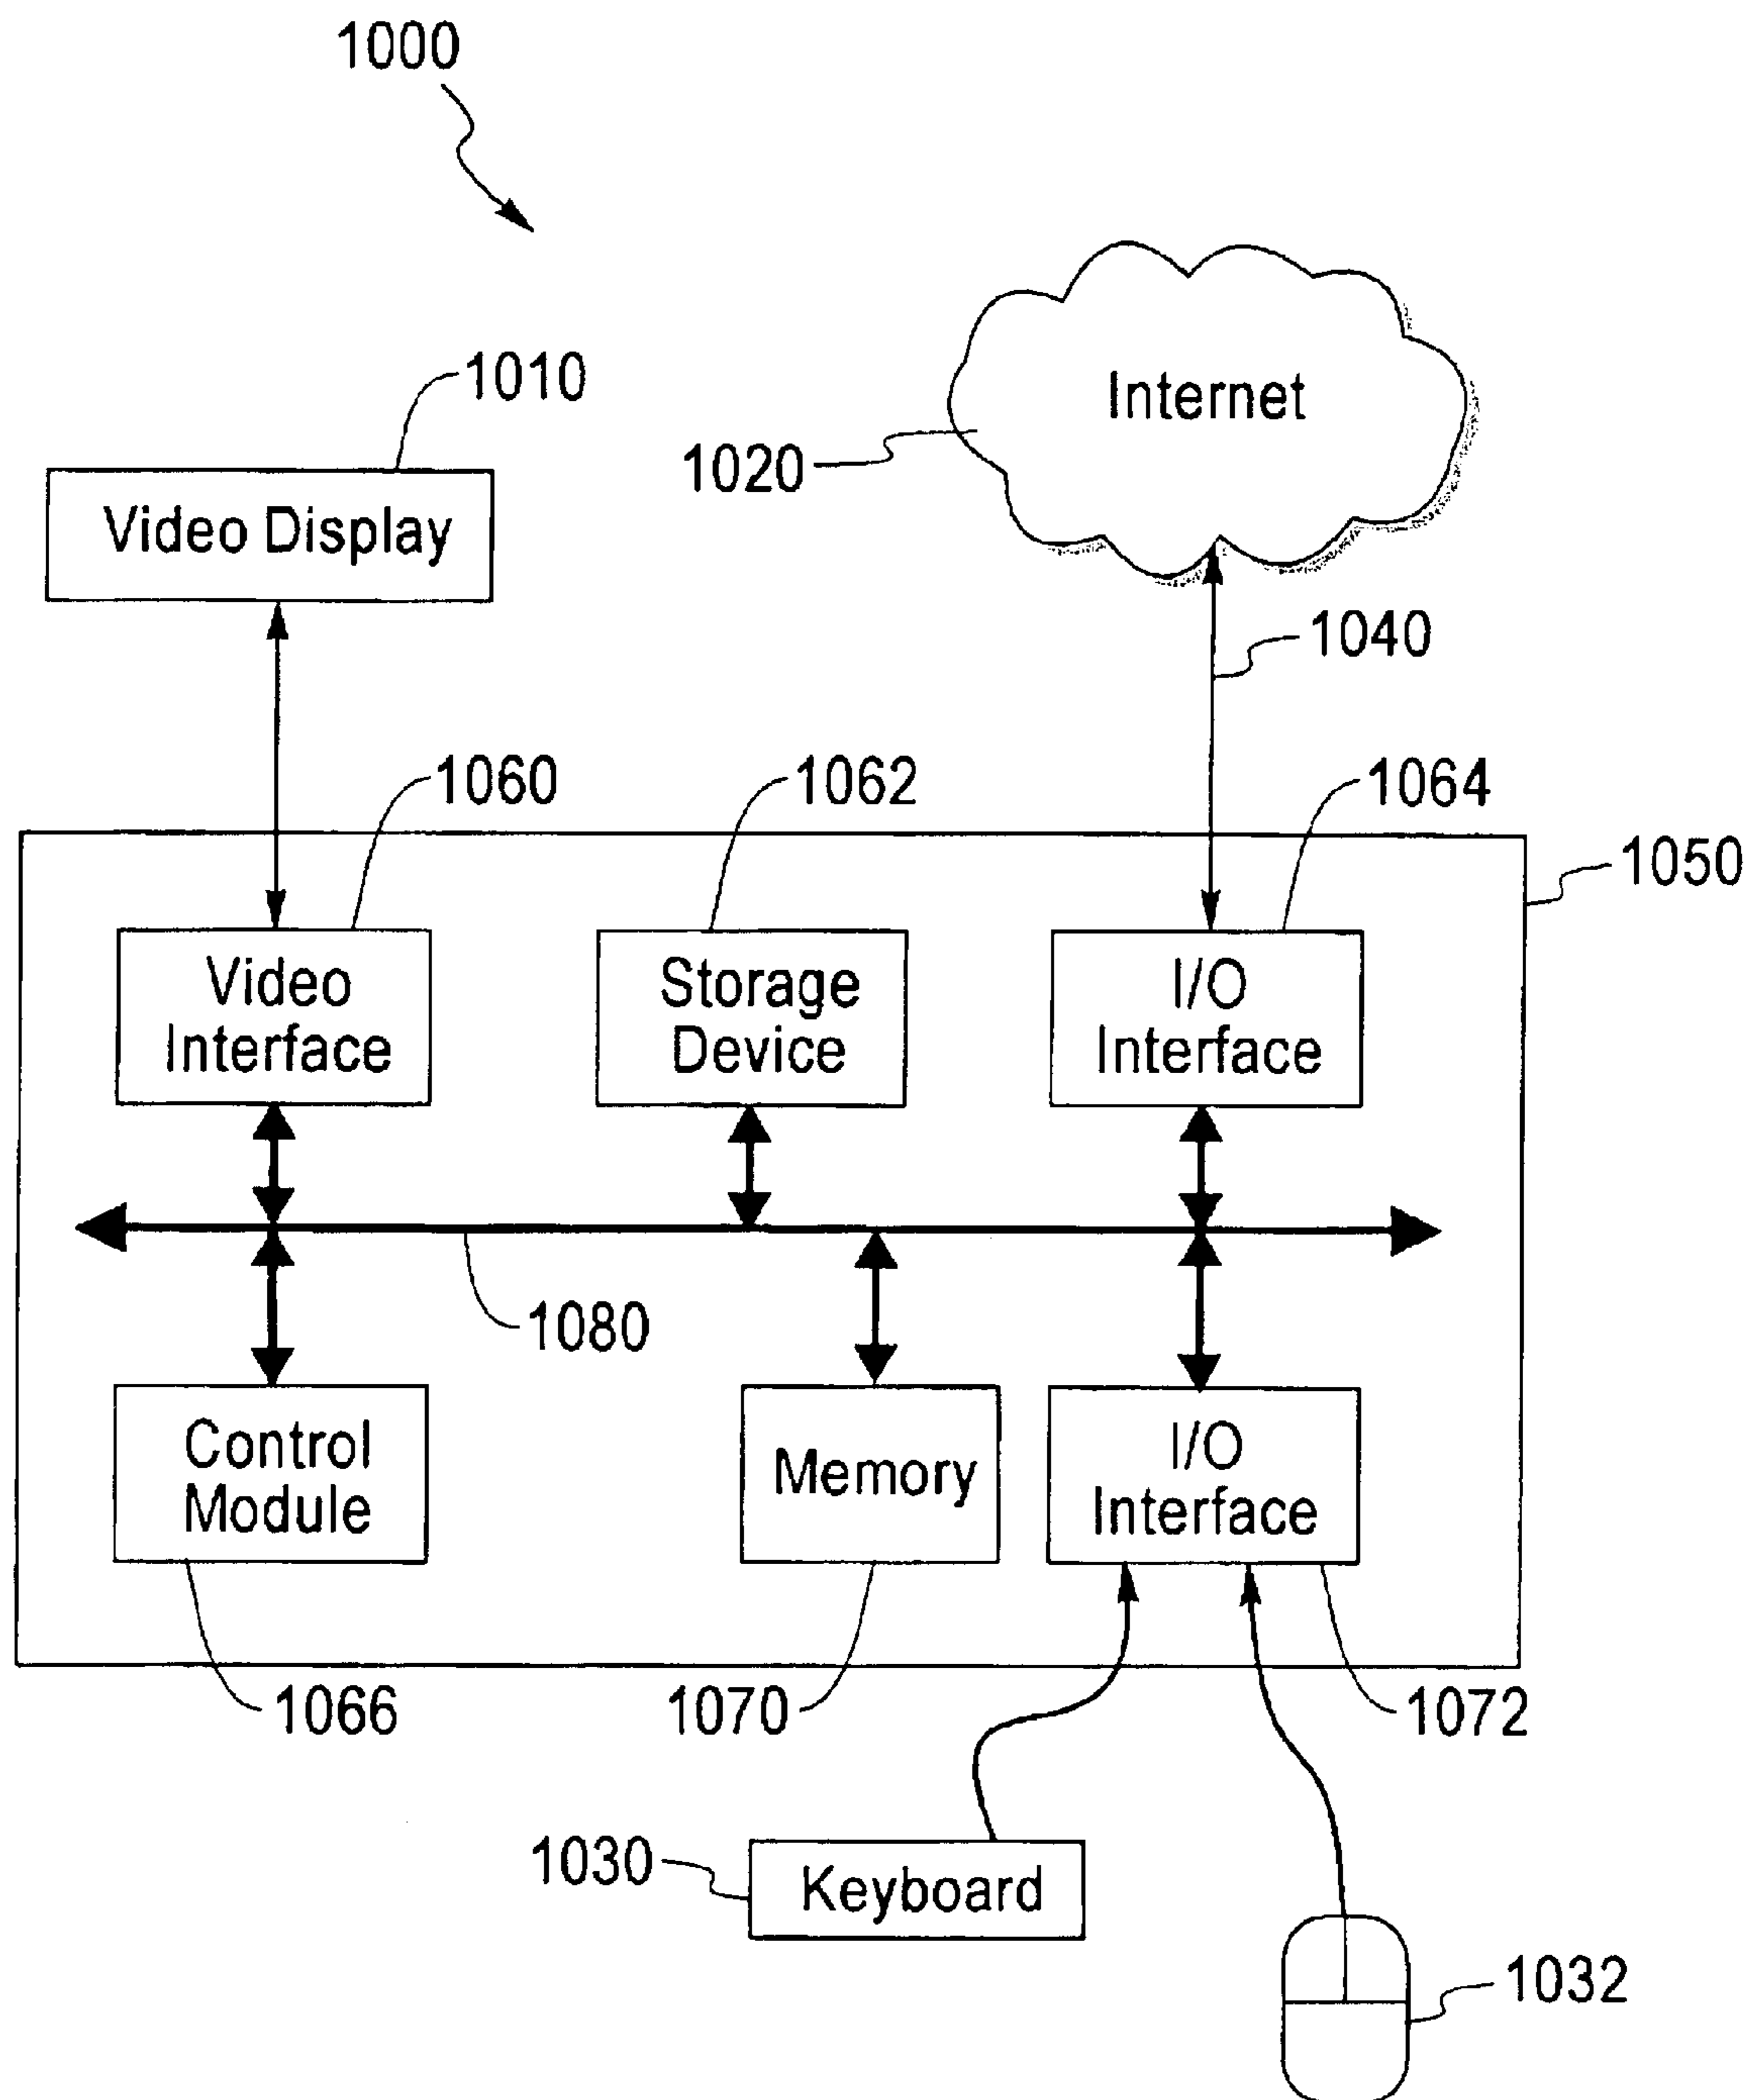 1000
1010
Internet
1020
Video Display
1040
1060
1062
1064
1050
Video
Interface
Storage
Device
I/O
Interface
1080
Control
Module
Memory
I/O
Interface
1066
1070
1072
1030
Keyboard
1032